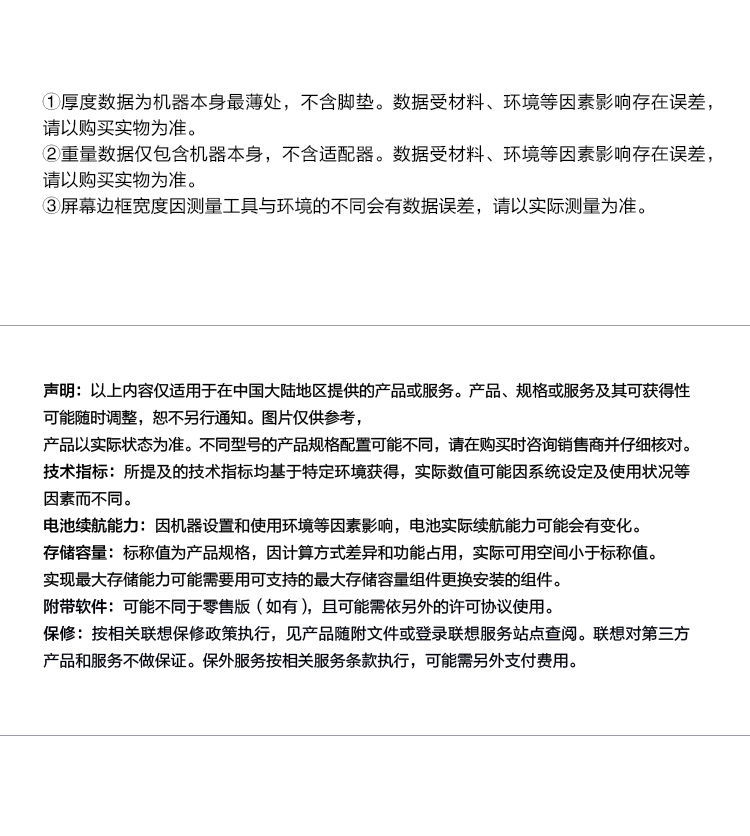 ①厚度数据为机器本身最薄处，不含脚垫。数据受材料、环境等因素影响存在误差，
请以购买实物为准。
②重量数据仅包含机器本身，不含适配器。数据受材料、环境等因素影响存在误差，
请以购买实物为准。
③屏幕边框宽度因测量工具与环境的不同会有数据误差，请以实际测量为准。
声明：以上内容仅适用于在中国大陆地区提供的产品或服务。产品、规格或服务及其可获得性
可能随时调整，恕不另行通知。图片仅供参考，
产品以实际状态为准。不同型号的产品规格配置可能不同，请在购买时咨询销售商并仔细核对。
技术指标：所提及的技术指标均基于特定环境获得，实际数值可能因系统设定及使用状况等
因素而不同。
电池续航能力：因机器设置和使用环境等因素影响，电池实际续航能力可能会有变化。
存储容量：标称值为产品规格，因计算方式差异和功能占用，实际可用空间小于标称值。
实现最大存储能力可能需要用可支持的最大存储容量组件更换安装的组件。
附带软件：可能不同于零售版（如有），且可能需依另外的许可协议使用。
保修：按相关联想保修政策执行，见产品随附文件或登录联想服务站点查阅。联想对第三方
产品和服务不做保证。保外服务按相关服务条款执行，可能需另外支付费用。